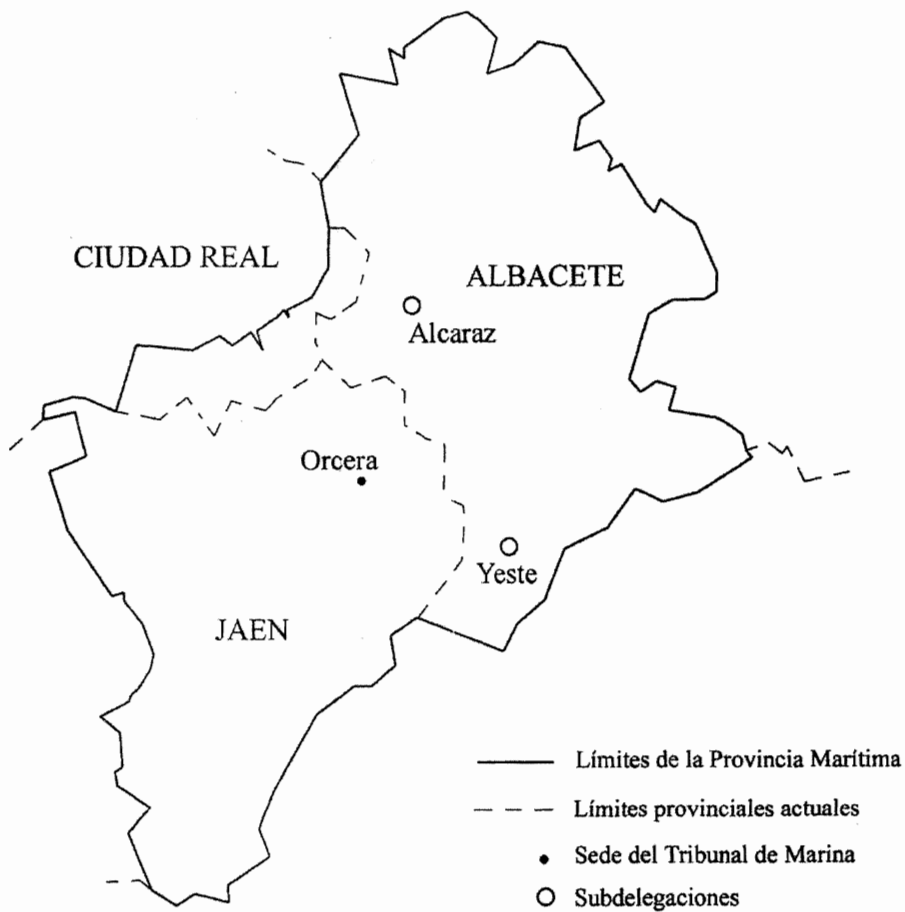 CIUDAD REAL
ALBACETE
Alcaraz
Orcera
Yeste
JAEN
Límites de la Provincia Marítima
Límites provinciales actuales
Sede del Tribunal de Marina
Subdelegaciones